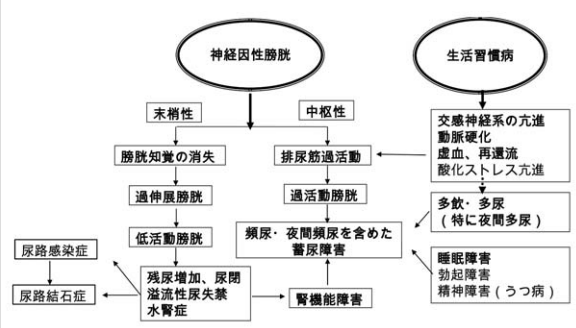 神経因性膀胱
生活習慣病
末梢性
中枢性
交感神経系の亢進
動脈硬化
虚血、再還流
酸化ストレス亢進
膀胱知覚の消失
排尿筋過活動
過伸展膀胱
過活動膀胱
多飲・多尿
(特に夜間多尿)
低活動膀胱
頻尿・夜間頻尿を含めた
蓄尿障害
尿路感染症
睡眠障害
勃起障害
精神障害(うつ病)
残尿増加、尿閉
溢流性尿失禁
水腎症
尿路結石症
腎機能障害